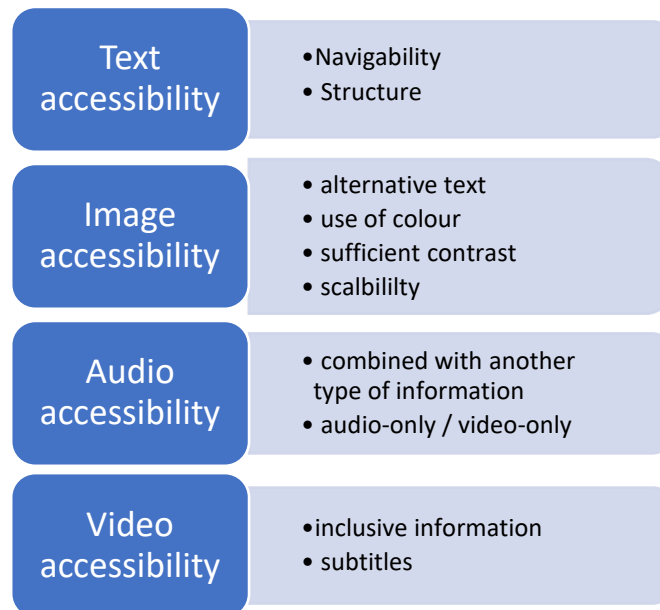 Text
accessibility
•Navigability
• Structure
Image
accessibility
• alternative text
• use of colour
• sufficient contrast
• scalbililty
Audio
accessibility
• combined with another
type of information
• audio-only / video-only
Video
accessibility
•inclusive information
• subtitles